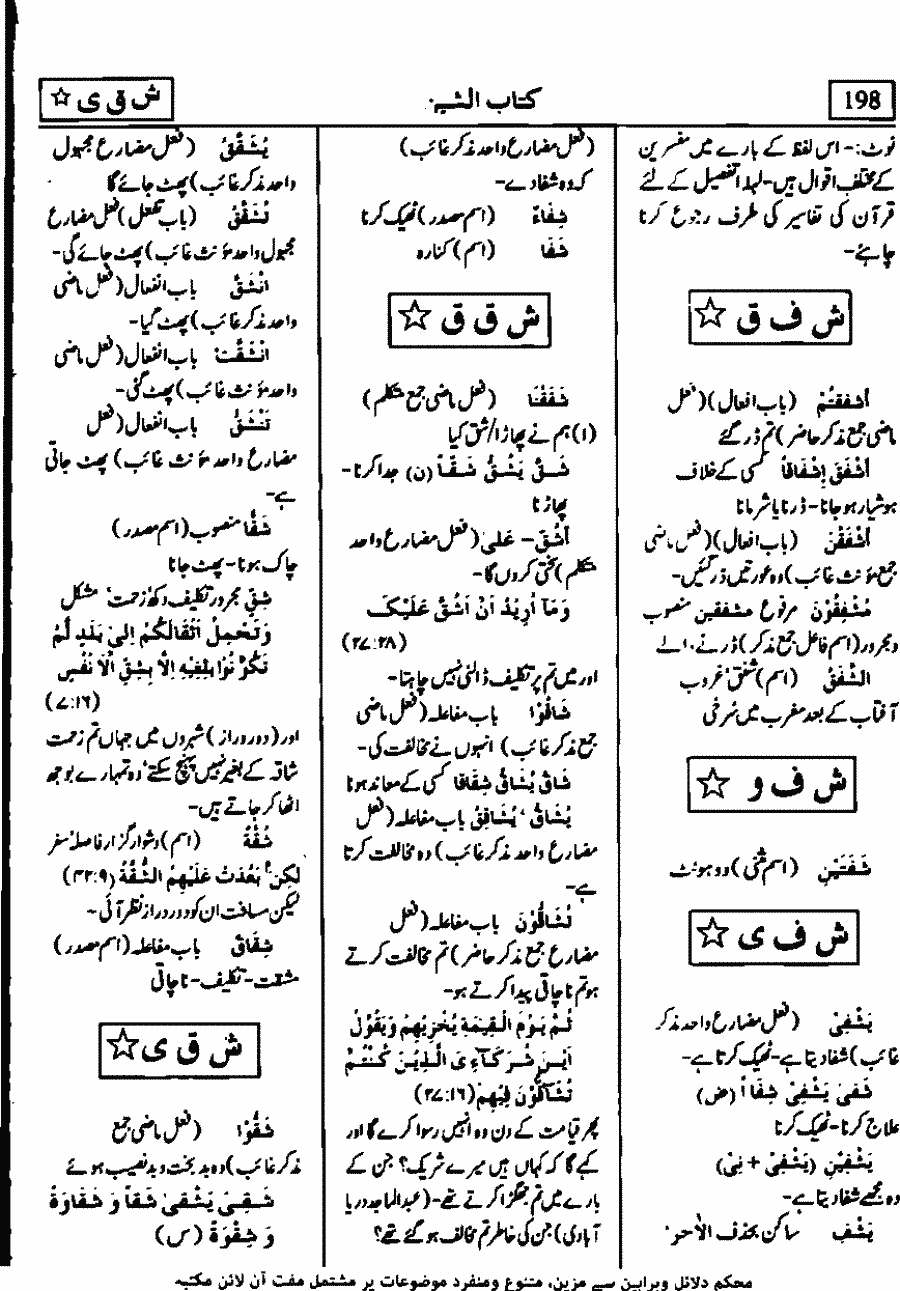 198
کتاب الشین
ش ق ی ☆
نوٹ:- اس لفظ کے بارے میں مفسرین
کے مختلف اقوال ہیں- لہذا تفصیل کے لئے
قرآن کی تفاسیر کی طرف رجوع کرنا
چاہئے-
ش ف ق ☆
أَشْفَقْتُمْ (باب افعال) (فعل
ماضی جمع مذکر حاضر) تم ڈر گئے
أَشْفَقَ إِشْفَاقًا کسی کے خلاف
ہوشیار ہو جانا- ڈرنا یا شرمانا
أَشْفَقْنَ (باب افعال) (فعل ماضی
جمع مؤنث غائب) وہ عورتیں ڈر گئیں-
مُشْفِقُوْنَ مرفوع مشفقین منصوب
ومجرور (اسم فاعل جمع مذکر) ڈرنے والے
الشَّفَقُ (اسم) شفق، غروب
آفتاب کے بعد مغرب میں سرخی
ش ف و ☆
شَفَتَيْنِ (اسم مثنی) دو ہونٹ
ش ف ی ☆
يَشْفِىْ (فعل مضارع واحد مذکر
غائب) شفا دیتا ہے- ٹھیک کرتا ہے-
شَفىٰ يَشْفِىْ شِفَاءً (ض)
علاج کرنا- ٹھیک کرنا
يَشْفِيْنِ (يَشْفِىْ + نِىْ)
وہ مجھے شفا دیتا ہے-
يَشْفِ ساکن بحذف الآخر،
(فعل مضارع واحد مذکر غائب)
کہ وہ شفا دے-
شِفَاءٌ (اسم مصدر) ٹھیک کرنا
شَفَا (اسم) کنارہ
ش ق ق ☆
شَقَقْنَا (فعل ماضی جمع متکلم)
(۱) ہم نے پھاڑا/شق کیا
شَقَّ يَشُقُّ شَقًّا (ن) جدا کرنا-
پھاڑنا
أَشُقَّ - عَلىٰ (فعل مضارع واحد
متکلم) سختی کروں گا-
وَمَآ اُرِيْدُ اَنْ اَشُقَّ عَلَيْكَ
(۲۷:۲۸)
اور میں تم پر تکلیف ڈالنی نہیں چاہتا-
شَاقُّوْا باب مفاعلہ (فعل ماضی
جمع مذکر غائب) انہوں نے مخالفت کی-
شَاقَّ يُشَاقُّ شِقَاقًا کسی کے معاند ہونا
يُشَاقُّ، يُشَاقِقُ باب مفاعلہ (فعل
مضارع واحد مذکر غائب) وہ مخالفت کرتا
ہے-
تُشَاقُّوْنَ باب مفاعلہ (فعل
مضارع جمع مذکر حاضر) تم مخالفت کرتے
ہو تم ناچاقی پیدا کرتے ہو-
ثُمَّ يَوْمَ الْقِيٰمَةِ يُخْزِيْهِمْ وَيَقُوْلُ
اَيْنَ شُرَكَآءِىَ الَّذِيْنَ كُنْتُمْ
تُشَآقُّوْنَ فِيْهِمْ (۲۷:۱۶)
پھر قیامت کے دن وہ انہیں رسوا کرے گا اور
کہے گا کہ کہاں ہیں میرے شریک؟ جن کے
بارے میں تم جھگڑا کرتے تھے- (عبدالماجد دریا
آبادی) جن کی خاطر تم مخالف ہو گئے تھے؟
يُشَقَّقُ (فعل مضارع مجہول
واحد مذکر غائب) پھٹ جائے گا
تُشَقَّقُ (باب تفعل) فعل مضارع
مجہول واحد مؤنث غائب) پھٹ جائے گی-
انْشَقَّ باب انفعال (فعل ماضی
واحد مذکر غائب) پھٹ گیا-
انْشَقَّتْ باب انفعال (فعل ماضی
واحد مؤنث غائب) پھٹ گئی-
تَنْشَقُّ باب انفعال (فعل
مضارع واحد مؤنث غائب) پھٹ جاتی
ہے-
شَقًّا منصوب (اسم مصدر)
چاک ہونا- پھٹ جانا
شِقِّ مجرور تکلیف، دکھ، زحمت، مشکل
وَتَحْمِلُ اَثْقَالَكُمْ اِلىٰ بَلَدٍ لَّمْ
تَكُوْنُوْا بٰلِغِيْهِ اِلَّا بِشِقِّ الْاَنْفُسِ
(۷:۱۶)
اور (دور دراز) شہروں میں جہاں تم زحمت
شاقہ کے بغیر نہیں پہنچ سکتے، وہ تمہارے بوجھ
اٹھا کر جاتے ہیں-
شُقَّةُ (اسم) دشوار گزار فاصلہ سفر
لٰكِنْۢ بَعُدَتْ عَلَيْهِمُ الشُّقَّةُ (۴۲:۹)
لیکن مسافت ان کو دور دراز نظر آئی-
شِقَاقَ باب مفاعلہ (اسم مصدر)
مشقت- تکلیف- ناچاقی
ش ق ی ☆
شَقُوْا (فعل ماضی جمع
مذکر غائب) وہ بد بخت و بد نصیب ہوئے
شَقِىَ يَشْقىٰ شَقاً وَ شَقَاوَةً
وَ شِقْوَةً (س)
محکم دلائل وبراہین سے مزین، متنوع ومنفرد موضوعات پر مشتمل مفت آن لائن مکتبہ